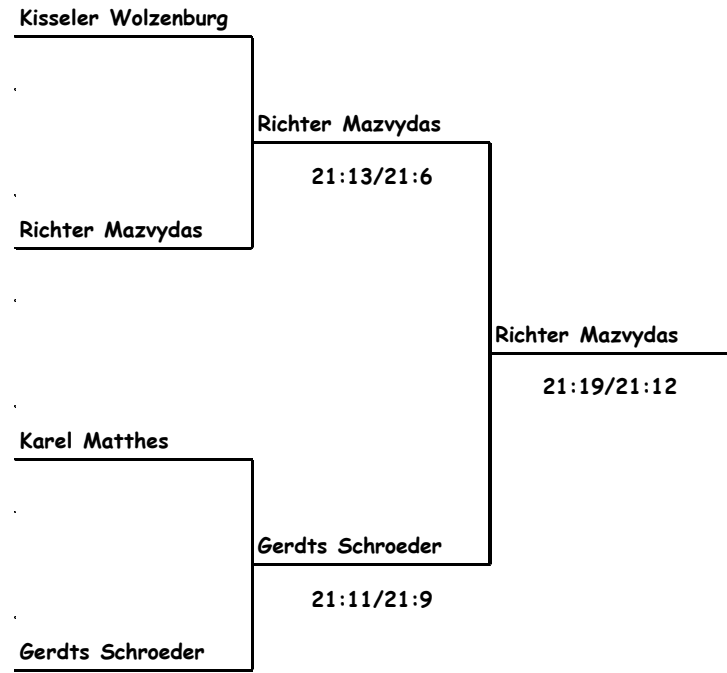 Kisseler Wolzenburg
Richter Mazvydas
21:13/21:6
Richter Mazvydas
Richter Mazvydas
21:19/21:12
Karel Matthes
Gerdts Schroeder
21:11/21:9
Gerdts Schroeder